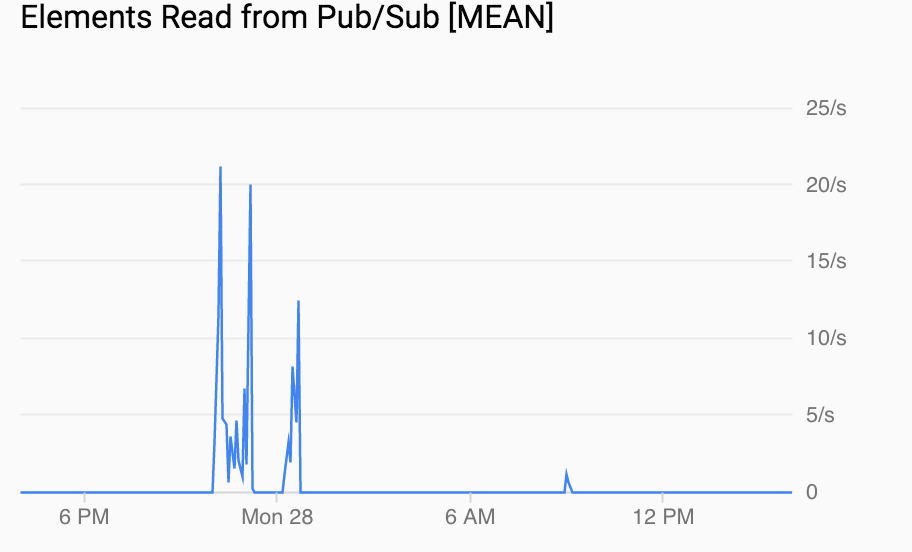 Elements Read from Pub/Sub [MEAN]
25/s
20/s
15/s
10/s
5/s
0
6 PM
Mon 28
6 AM
12 PM